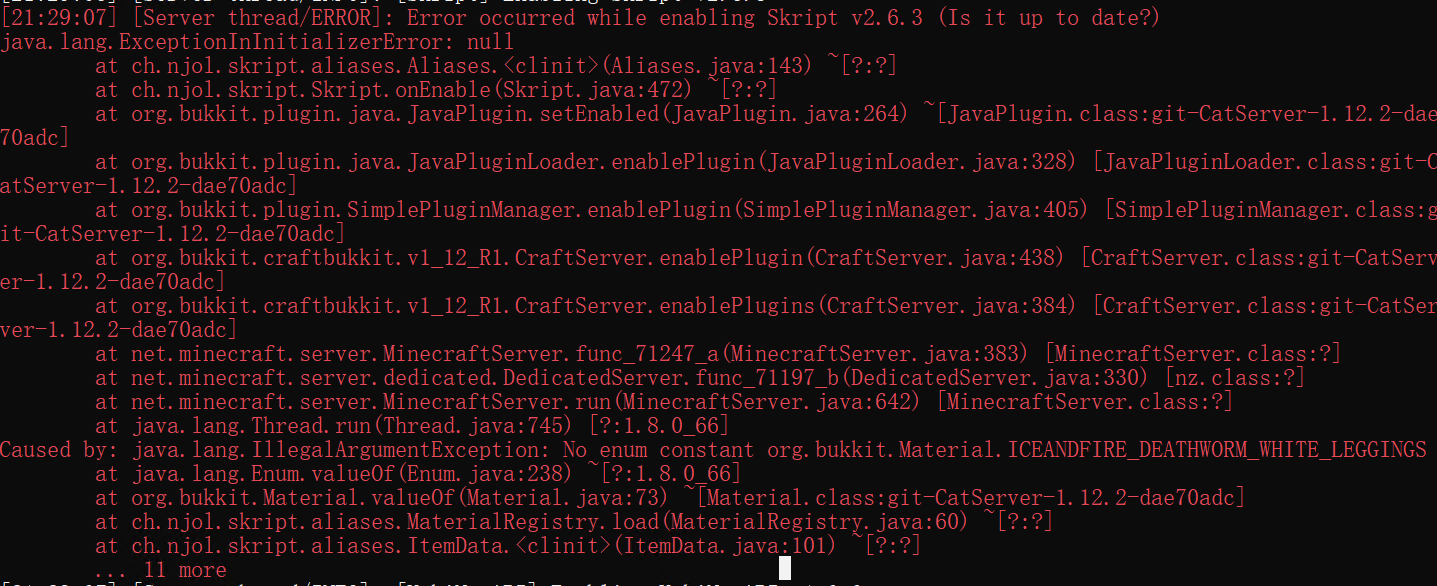 [21:29:07] [Server thread/ERROR]: Error occurred while enabling Skript v2.6.3 (Is it up to date?)
java.lang.ExceptionInInitializerError: null
        at ch.njol.skript.aliases.Aliases.<clinit>(Aliases.java:143) ~[?:?]
        at ch.njol.skript.Skript.onEnable(Skript.java:472) ~[?:?]
        at org.bukkit.plugin.java.JavaPlugin.setEnabled(JavaPlugin.java:264) ~[JavaPlugin.class:git-CatServer-1.12.2-dae
70adc]
        at org.bukkit.plugin.java.JavaPluginLoader.enablePlugin(JavaPluginLoader.java:328) [JavaPluginLoader.class:git-C
atServer-1.12.2-dae70adc]
        at org.bukkit.plugin.SimplePluginManager.enablePlugin(SimplePluginManager.java:405) [SimplePluginManager.class:g
it-CatServer-1.12.2-dae70adc]
        at org.bukkit.craftbukkit.v1_12_R1.CraftServer.enablePlugin(CraftServer.java:438) [CraftServer.class:git-CatServ
er-1.12.2-dae70adc]
        at org.bukkit.craftbukkit.v1_12_R1.CraftServer.enablePlugins(CraftServer.java:384) [CraftServer.class:git-CatSer
ver-1.12.2-dae70adc]
        at net.minecraft.server.MinecraftServer.func_71247_a(MinecraftServer.java:383) [MinecraftServer.class:?]
        at net.minecraft.server.dedicated.DedicatedServer.func_71197_b(DedicatedServer.java:330) [nz.class:?]
        at net.minecraft.server.MinecraftServer.run(MinecraftServer.java:642) [MinecraftServer.class:?]
        at java.lang.Thread.run(Thread.java:745) [?:1.8.0_66]
Caused by: java.lang.IllegalArgumentException: No enum constant org.bukkit.Material.ICEANDFIRE_DEATHWORM_WHITE_LEGGINGS
        at java.lang.Enum.valueOf(Enum.java:238) ~[?:1.8.0_66]
        at org.bukkit.Material.valueOf(Material.java:73) ~[Material.class:git-CatServer-1.12.2-dae70adc]
        at ch.njol.skript.aliases.MaterialRegistry.load(MaterialRegistry.java:60) ~[?:?]
        at ch.njol.skript.aliases.ItemData.<clinit>(ItemData.java:101) ~[?:?]
        ... 11 more